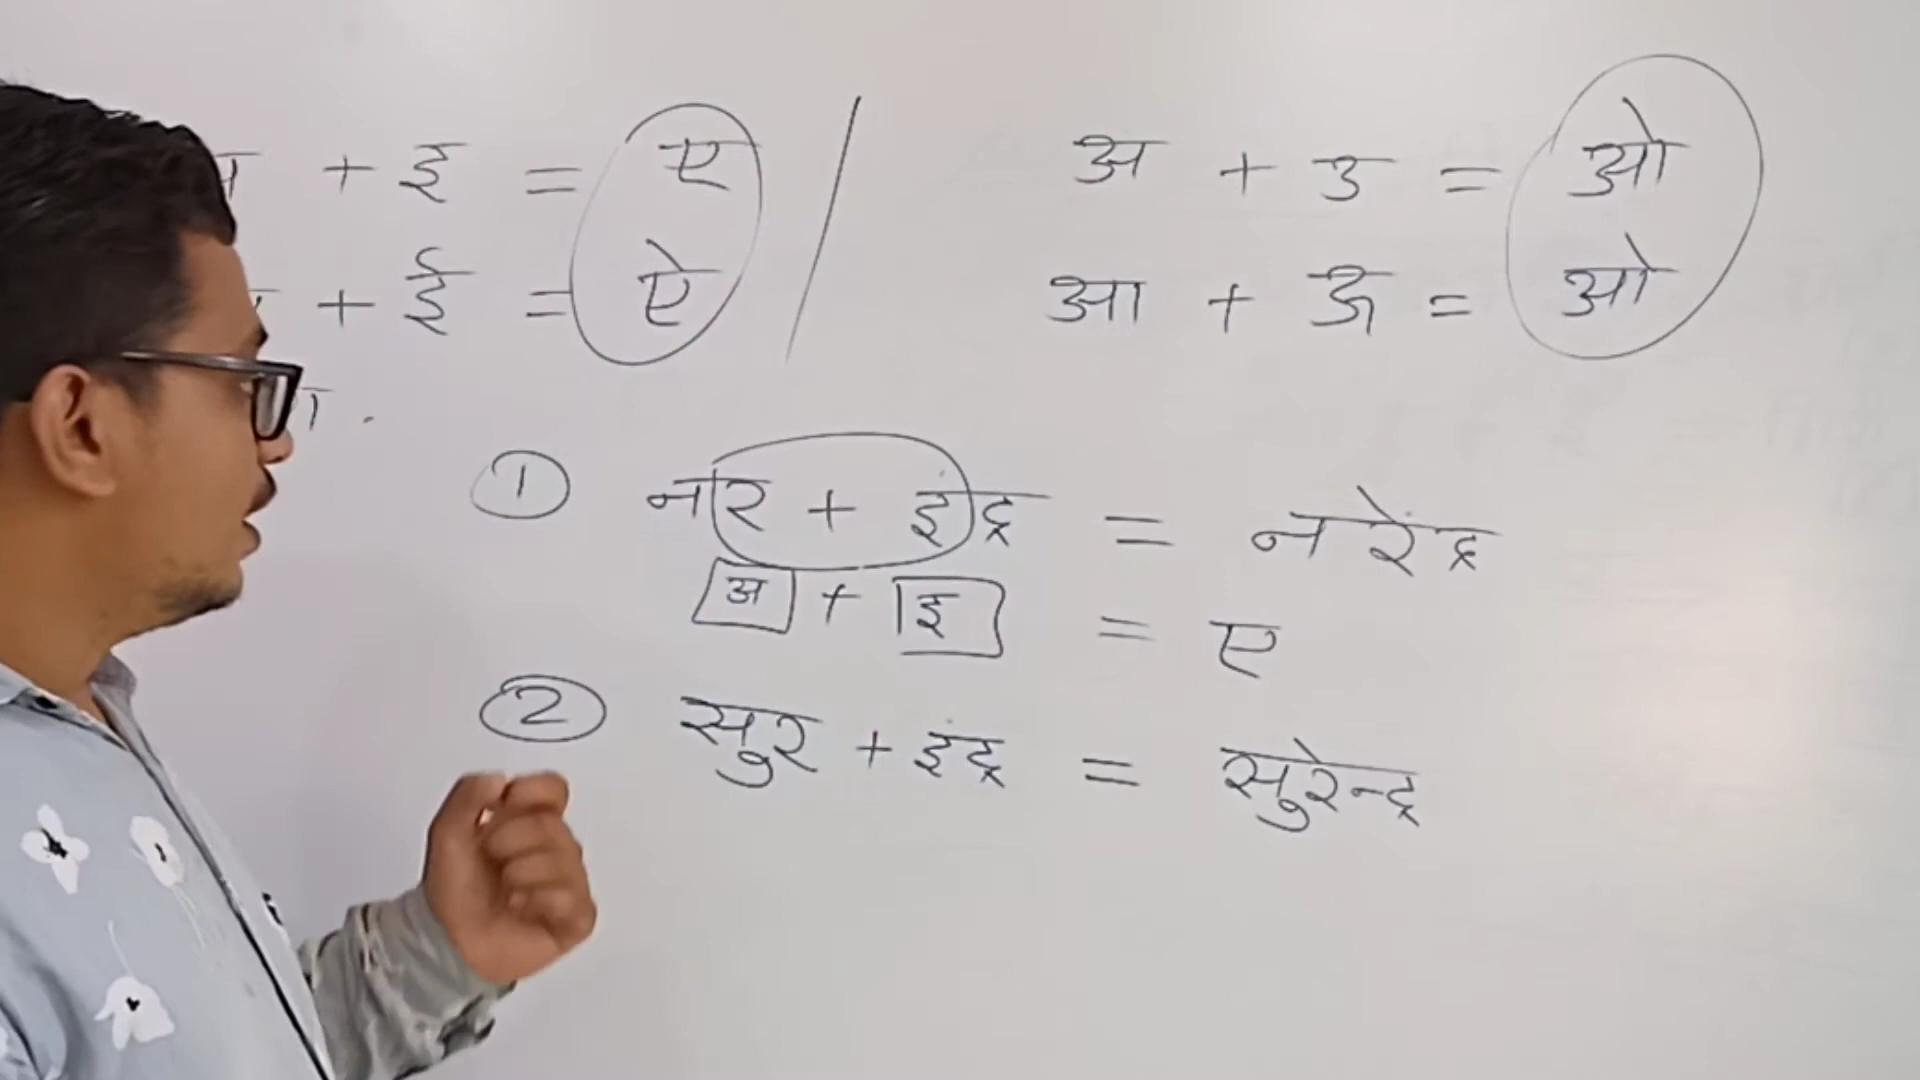 + इ = ए / अ + उ = ओ
+ ई = ऐ आ + ऊ = ओ
① नर + इंद्र = नरेंद्र
अ + इ = ए
② सुर + इंद्र = सुरेन्द्र